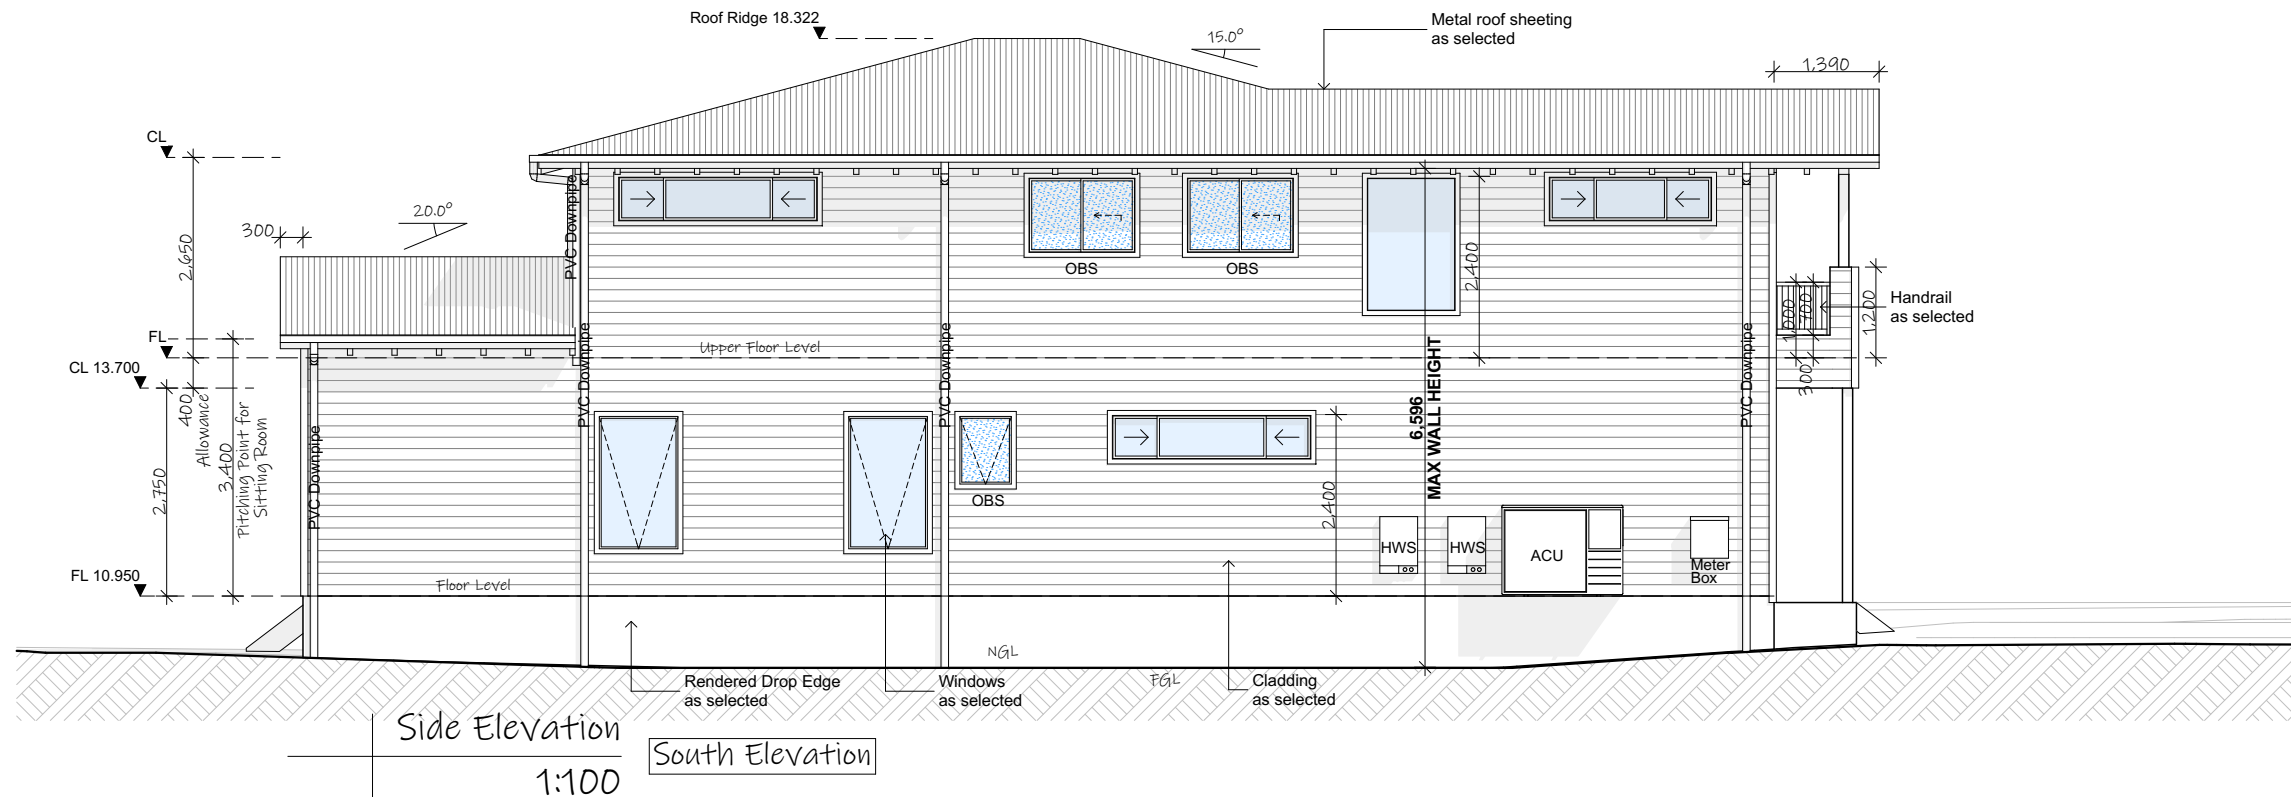 Roof Ridge 18.322
Metal roof sheeting
as selected
15.0°
1,390
CL
20.0°
300
2,650
PVC Downpipe
OBS
OBS
2,400
1,000
700
1,200
Handrail
as selected
FL
Upper Floor Level
CL 13.700
300
400
Allowance
3,400
Pitching Point for
Sitting Room
2,750
PVC Downpipe
PVC Downpipe
PVC Downpipe
PVC Downpipe
6,596
MAX WALL HEIGHT
2,400
OBS
HWS
HWS
ACU
Meter
Box
FL 10.950
Floor Level
NGL
FGL
Rendered Drop Edge
as selected
Windows
as selected
Cladding
as selected
Side Elevation
South Elevation
1:100